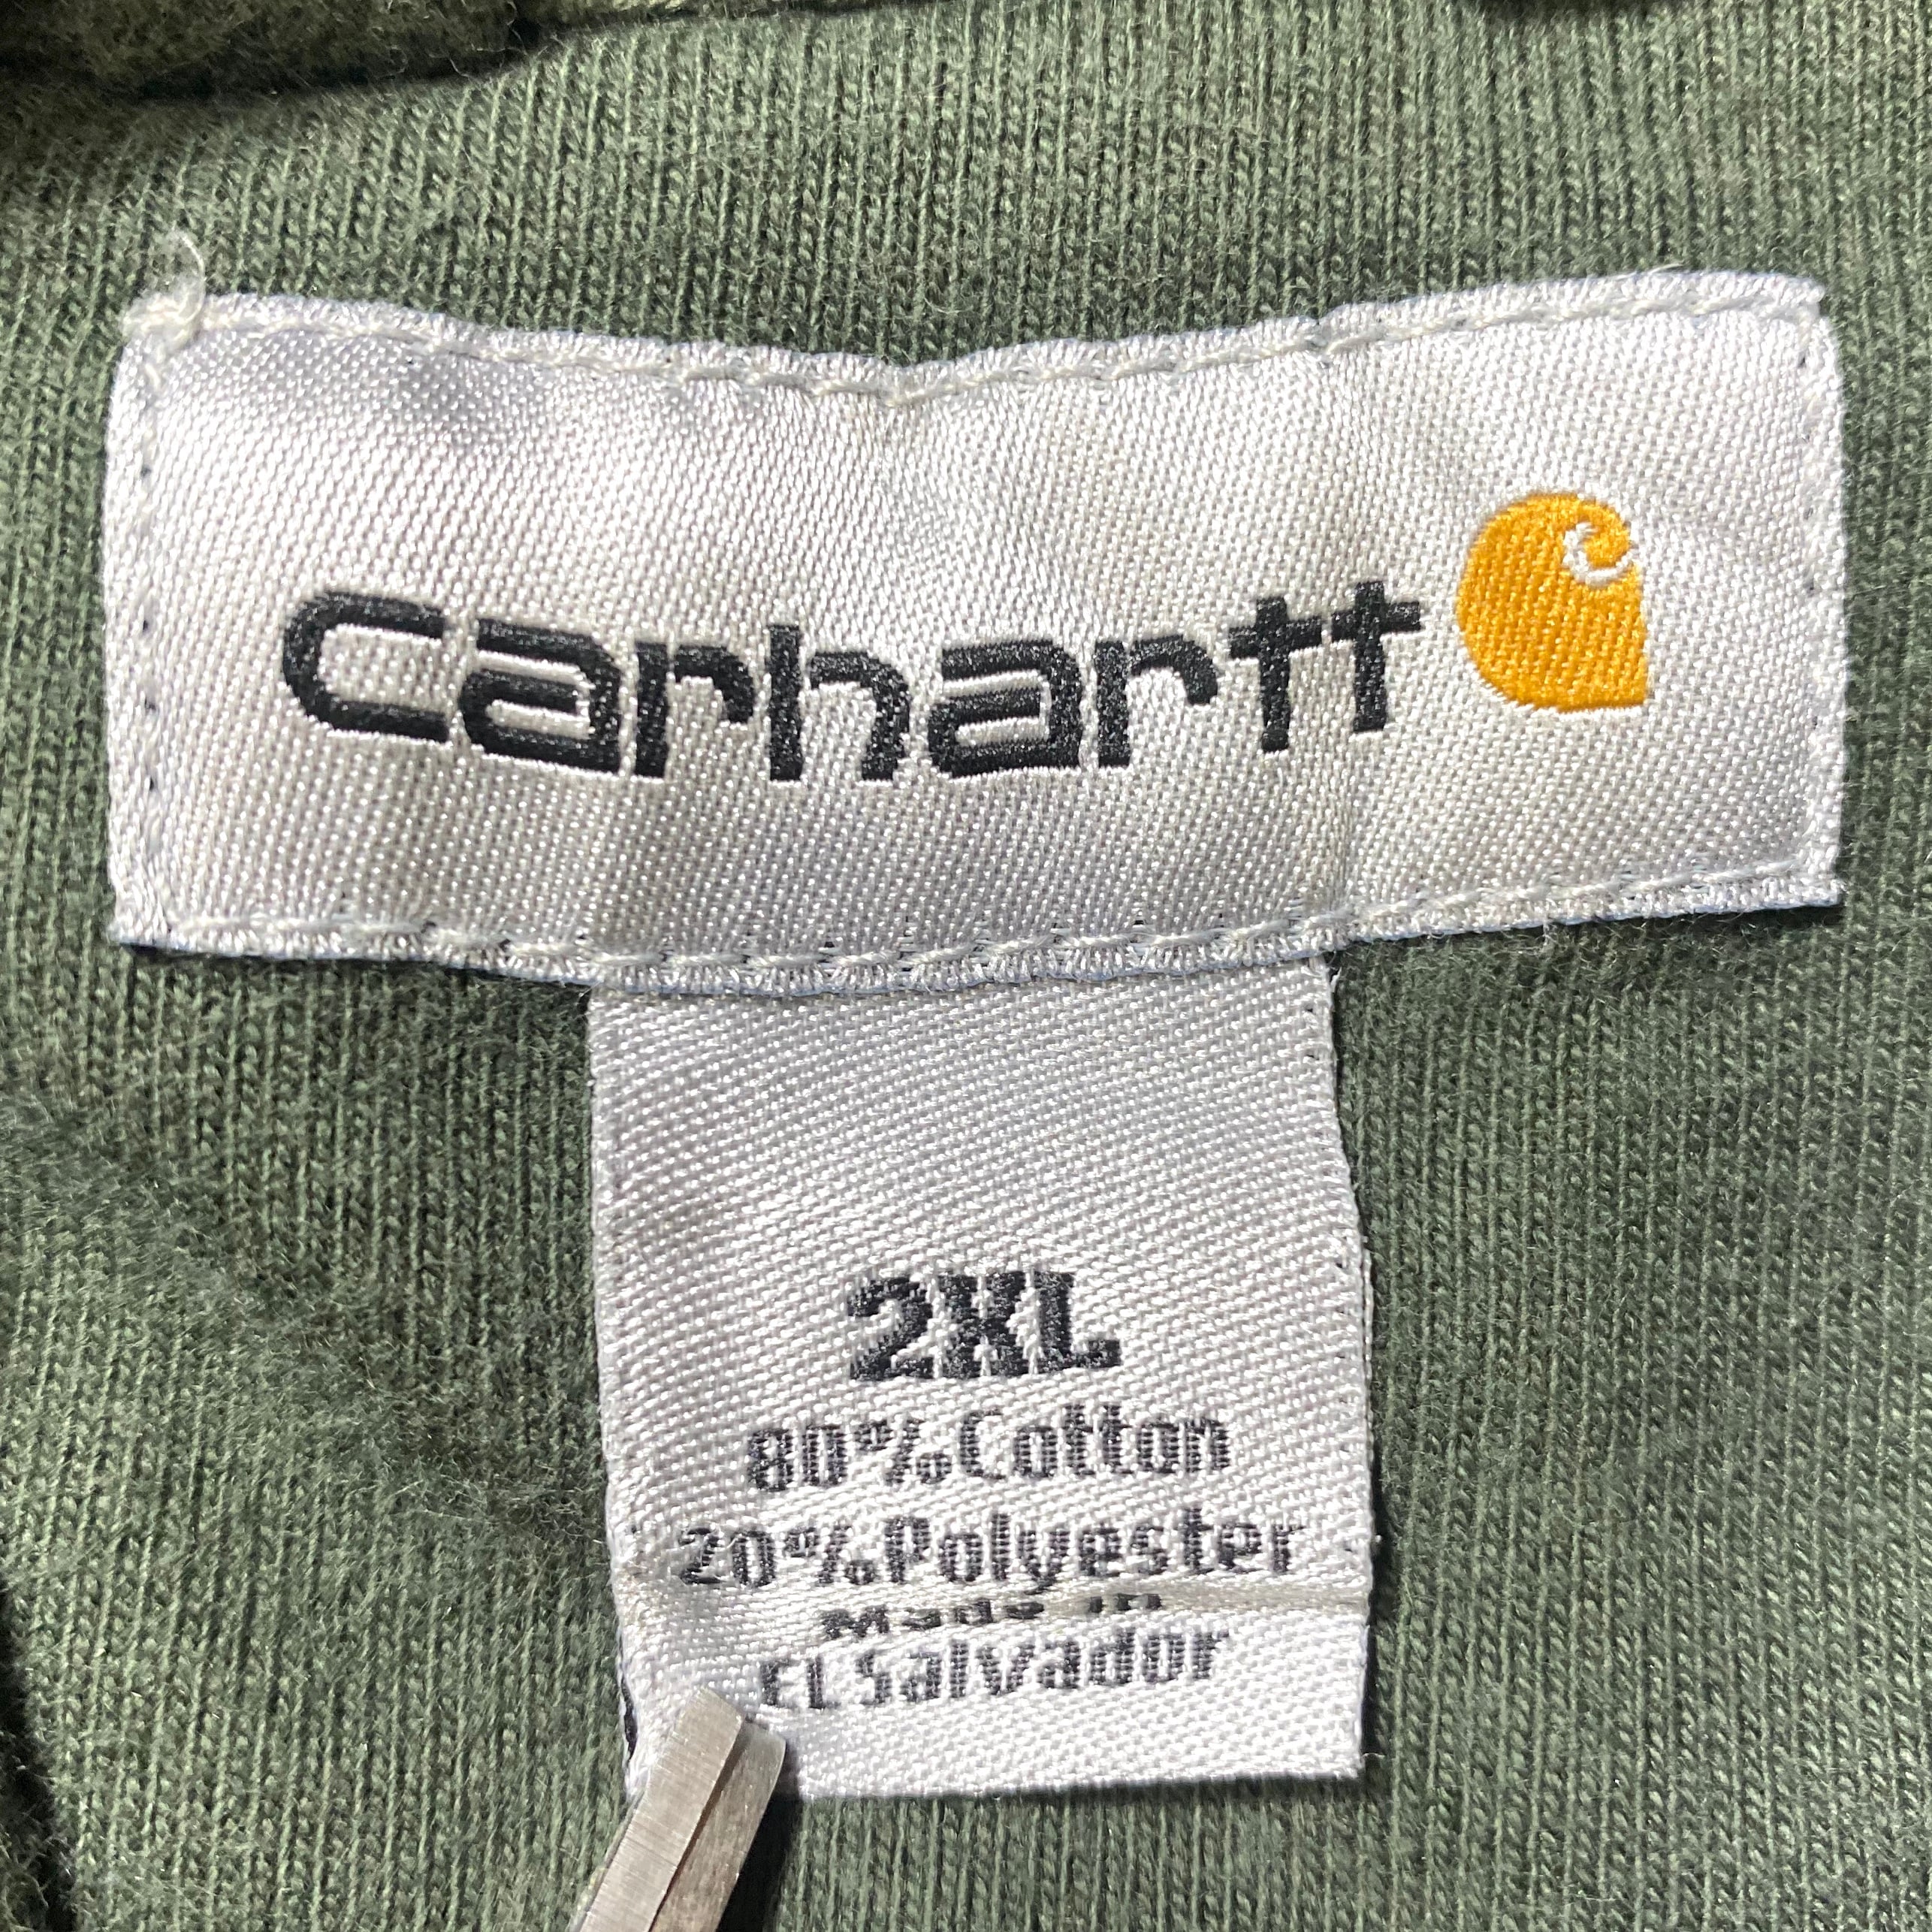 carhartt
2XL
80%Cotton
20%Polyester
Made in
El Salvador